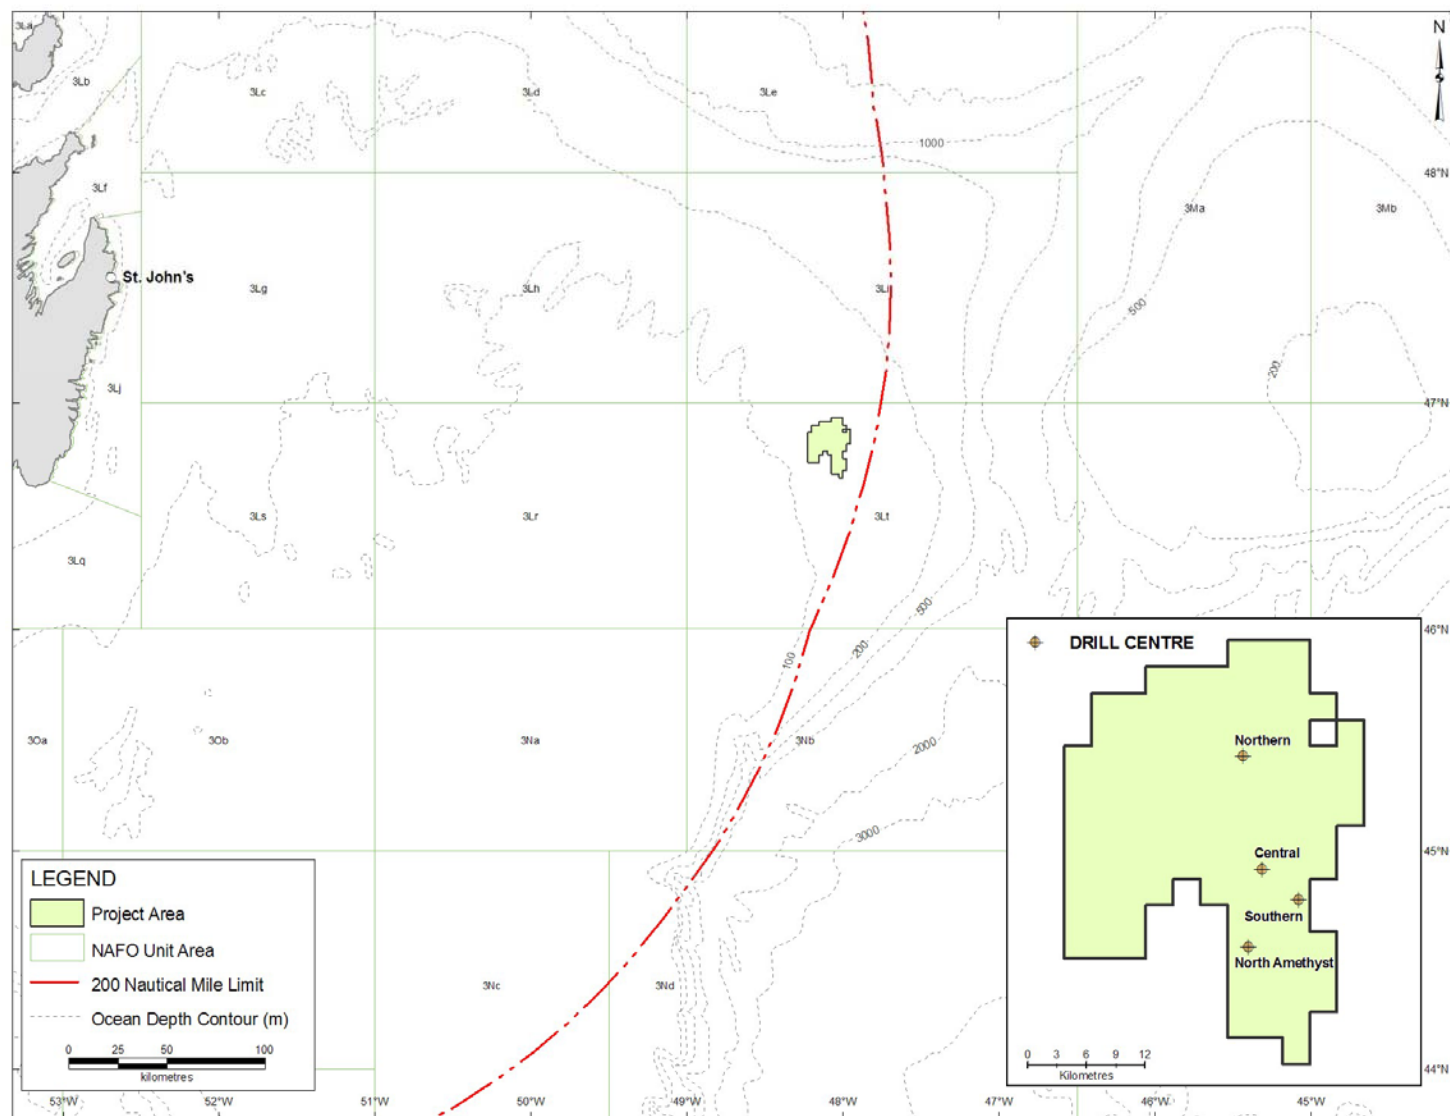 3La
N
3Lb
3Lc
3Ld
3Le
1000
48°N
3Lf
3Ma
3Mb
St. John's
3Lg
3Lh
3Li
500
200
3Lj
47°N
3Ls
3Lr
3Lt
3Lq
500
46°N
100
200
DRILL CENTRE
3Oa
3Ob
3Na
3Nb
2000
Northern
3000
Central
45°N
LEGEND
Project Area
Southern
NAFO Unit Area
North Amethyst
200 Nautical Mile Limit
3Nc
3Nd
Ocean Depth Contour (m)
0 25 50 100
kilometres
0 3 6 9 12
Kilometres
44°N
53°W 52°W 51°W 50°W 49°W 48°W 47°W 46°W 45°W